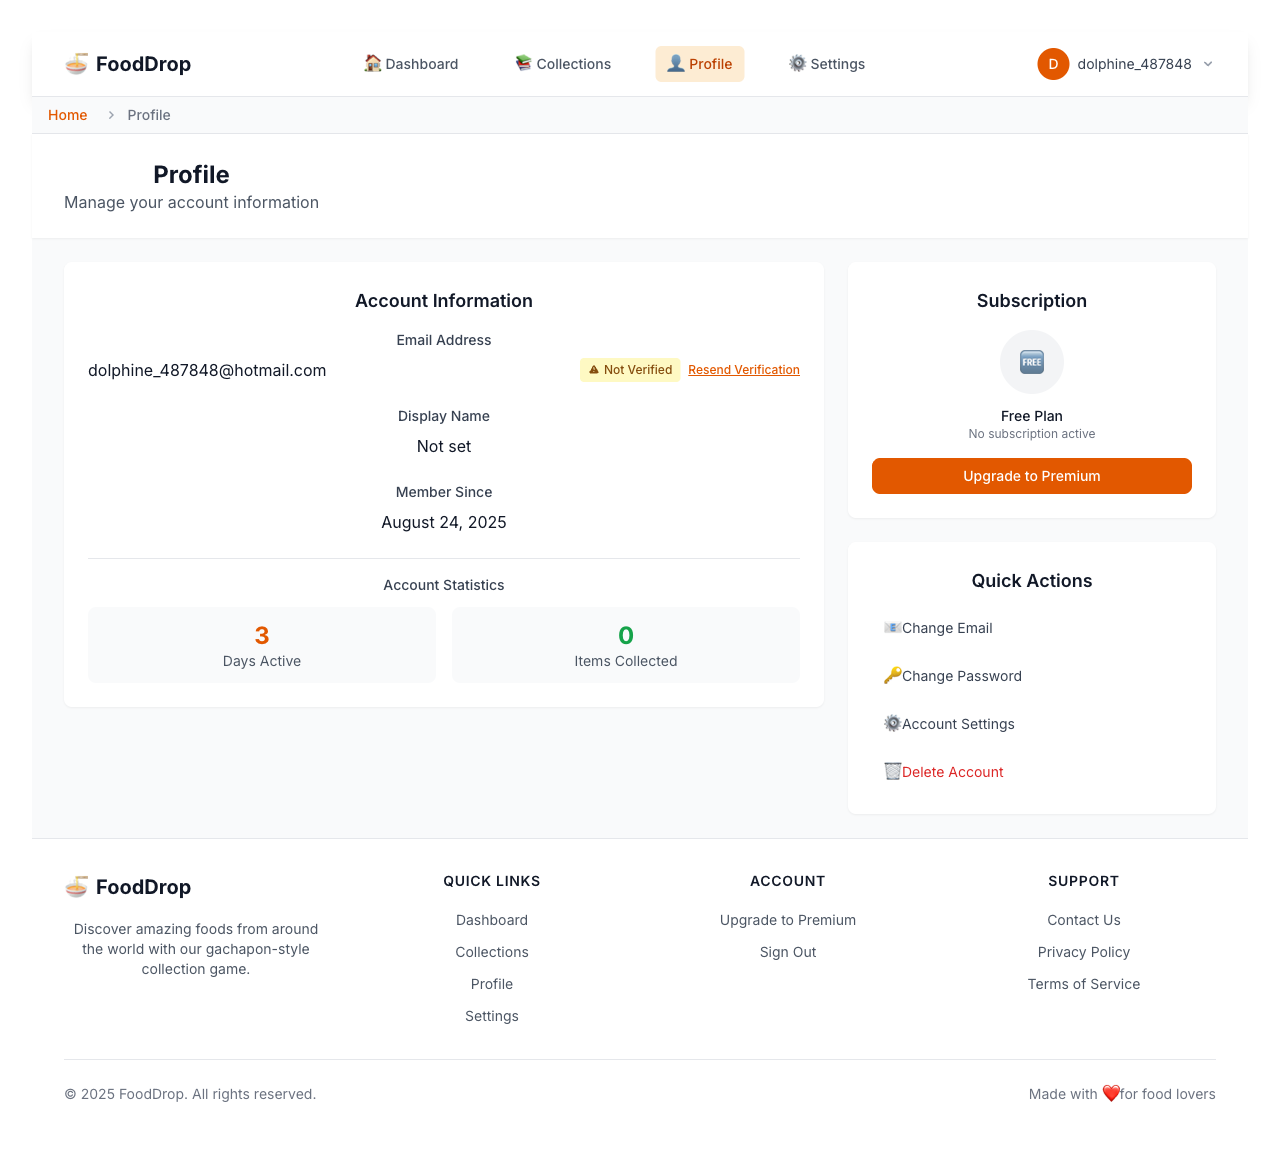 FoodDrop
Dashboard
Collections
Profile
Settings
D
dolphine_487848
Home
Profile
Profile
Manage your account information
Account Information
Email Address
dolphine_487848@hotmail.com
Not Verified
Resend Verification
Display Name
Not set
Member Since
August 24, 2025
Account Statistics
3
Days Active
0
Items Collected
Subscription
FREE
Free Plan
No subscription active
Upgrade to Premium
Quick Actions
Change Email
Change Password
Account Settings
Delete Account
FoodDrop
Discover amazing foods from around
the world with our gachapon-style
collection game.
QUICK LINKS
Dashboard
Collections
Profile
Settings
ACCOUNT
Upgrade to Premium
Sign Out
SUPPORT
Contact Us
Privacy Policy
Terms of Service
© 2025 FoodDrop. All rights reserved.
Made with ❤️for food lovers